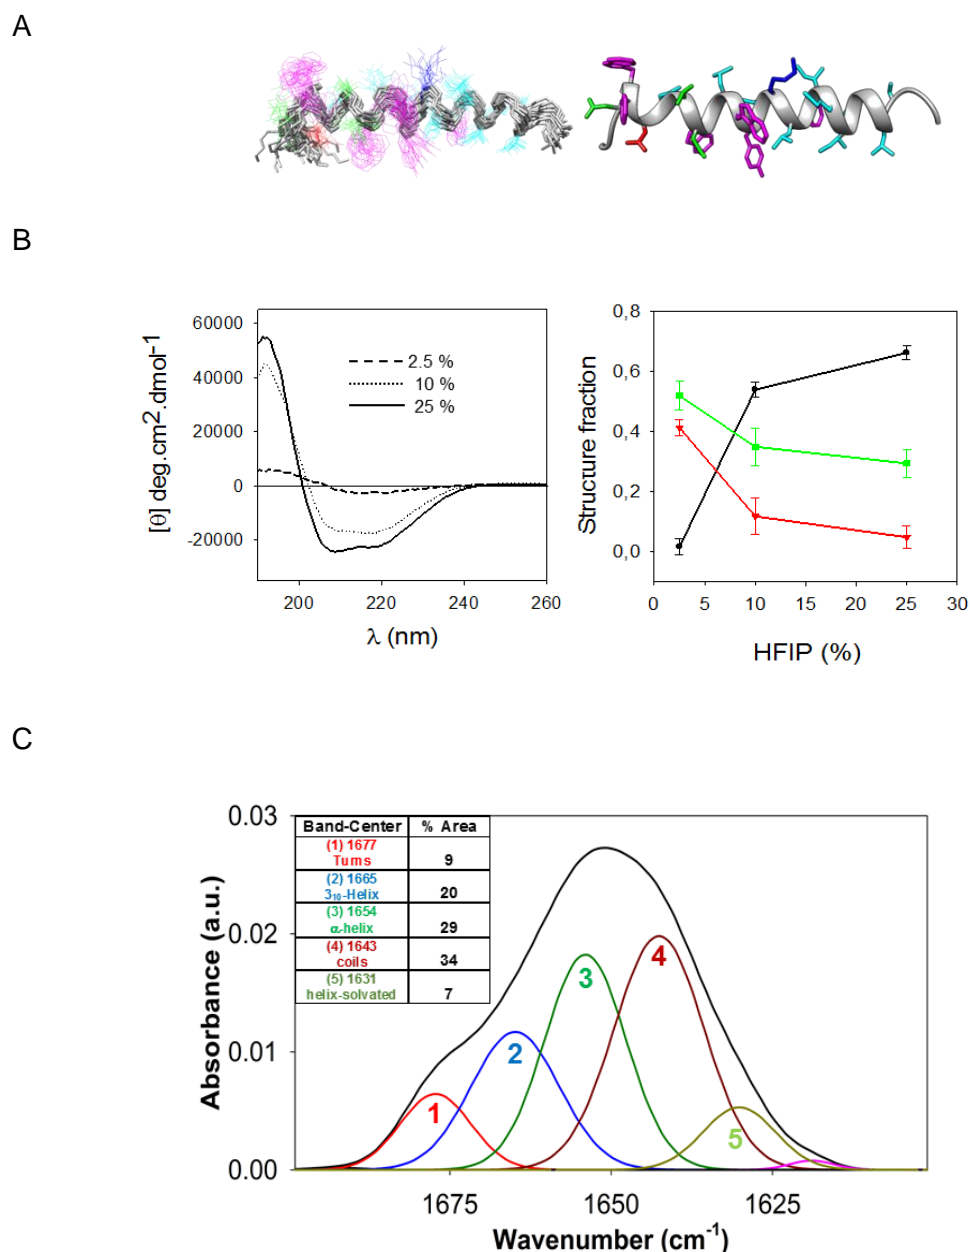 A
B
[θ] deg.cm2.dmol-1
60000
40000
20000
0
-20000
2.5 %
10 %
25 %
200
220
240
260
λ (nm)
Structure fraction
0,8
0,6
0,4
0,2
0,0
0
5
10
15
20
25
30
HFIP (%)
C
Absorbance (a.u.)
0.03
0.02
0.01
0.00
Band-Center % Area
(1) 1677
Turns 9
(2) 1665
310-Helix 20
(3) 1654
α-helix 29
(4) 1643
coils 34
(5) 1631
helix-solvated 7
1
2
3
4
5
1675
1650
1625
Wavenumber (cm-1)